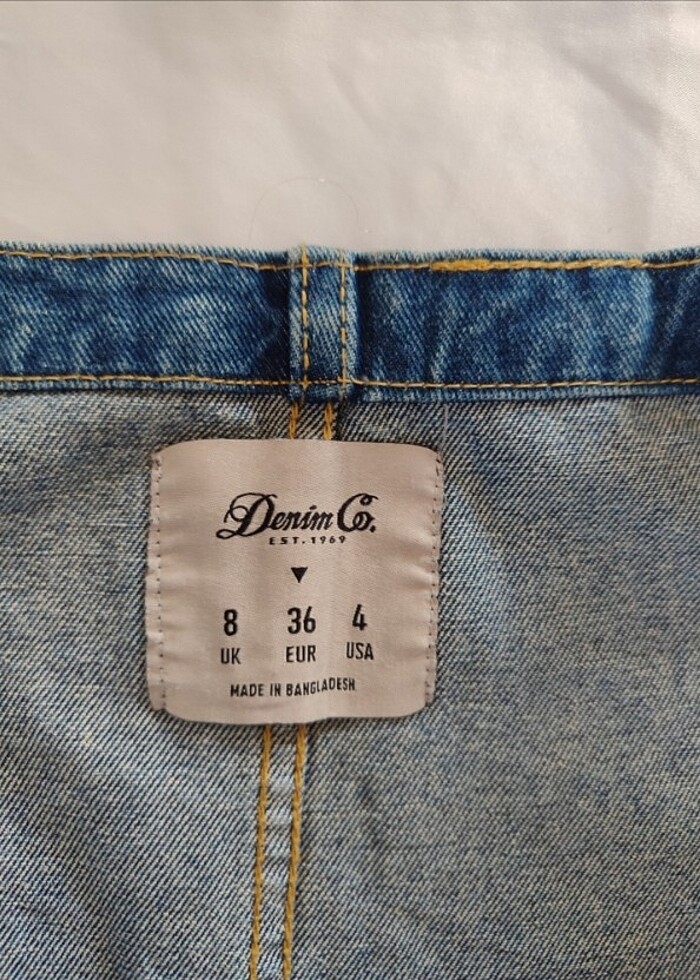 Denim Co.
EST. 1969
8 36 4
UK EUR USA
MADE IN BANGLADESH